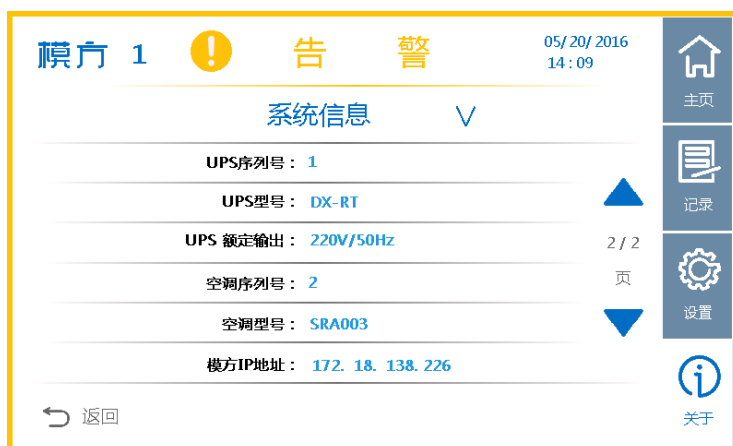 模方 1 告 警 05/20/2016
14:09
主页
系统信息
UPS序列号: 1
UPS型号: DX-RT
记录
UPS 额定输出: 220V/50Hz
2/2
页
空调序列号: 2
空调型号: SRA003
设置
模方IP地址: 172. 18. 138. 226
返回
关于